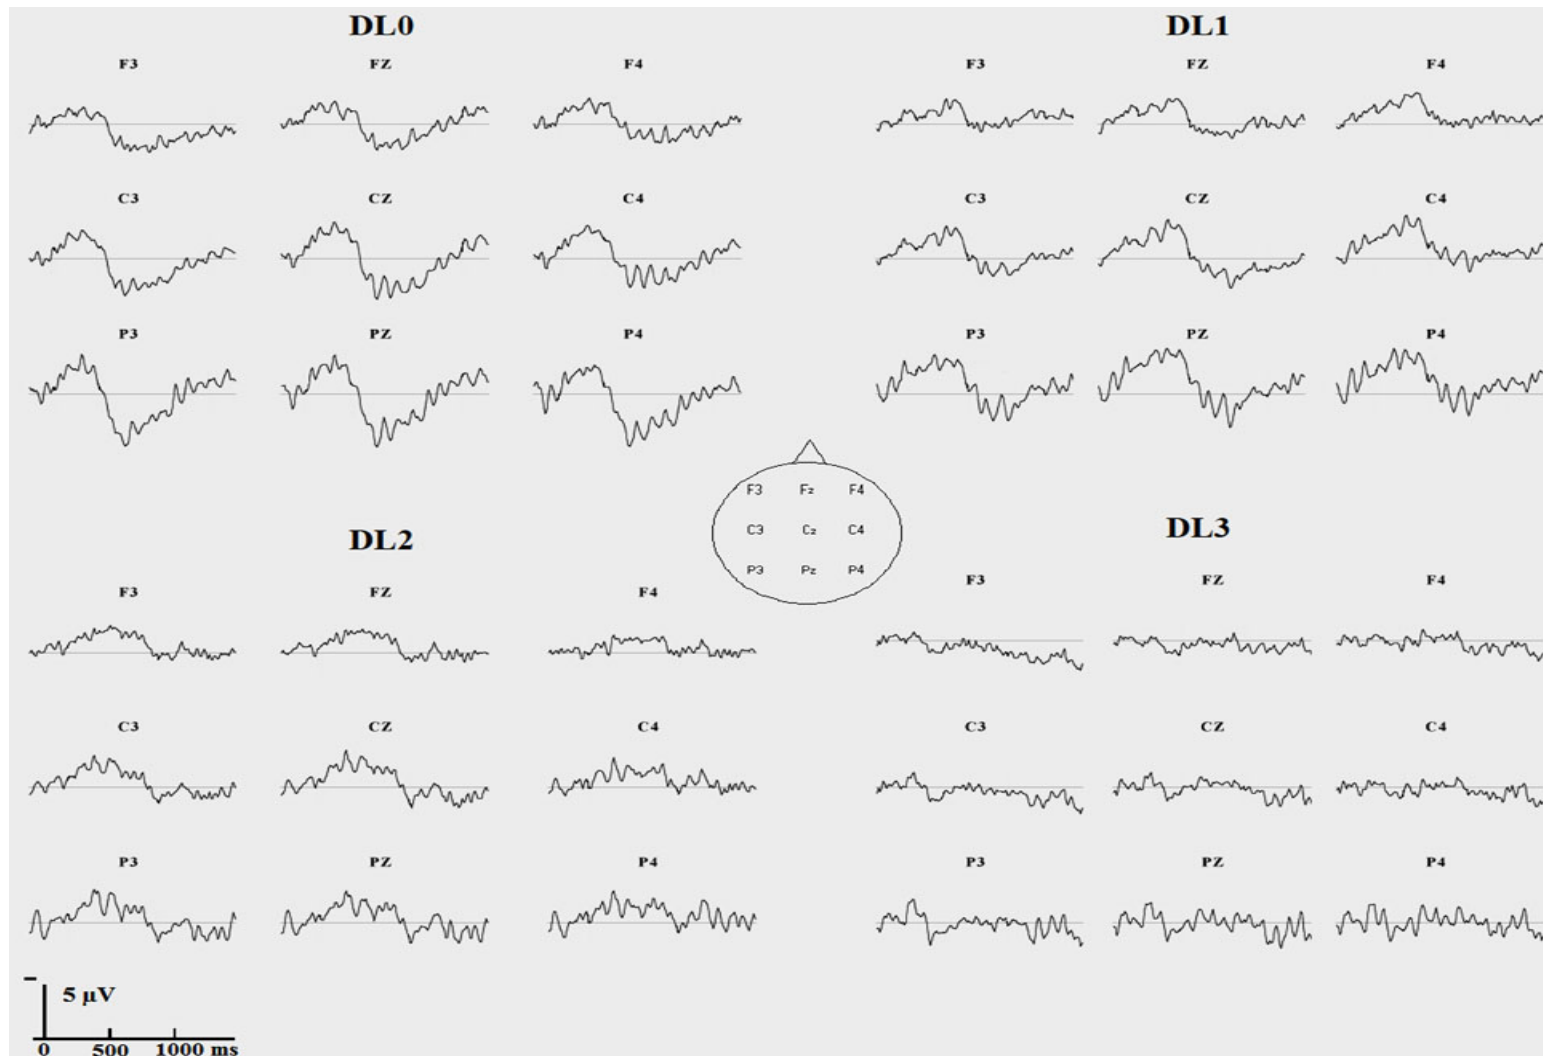 DL0 DL1
F3 FZ F4 F3 FZ F4
C3 CZ C4 C3 CZ C4
P3 PZ P4 P3 PZ P4
F3 Fz F4
C3 Cz C4
P3 Pz P4
DL2 DL3
F3 FZ F4 F3 FZ F4
C3 CZ C4 C3 CZ C4
P3 PZ P4 P3 PZ P4
5 µV
0 500 1000 ms